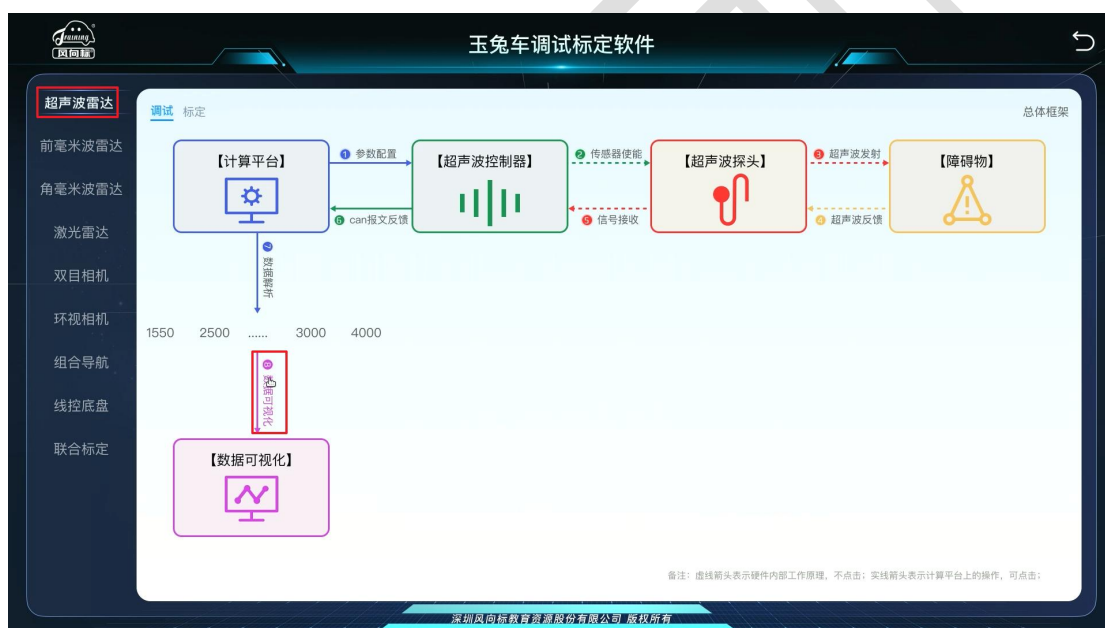 Training
风向标
玉兔车调试标定软件
超声波雷达
前毫米波雷达
角毫米波雷达
激光雷达
双目相机
环视相机
组合导航
线控底盘
联合标定
调试 标定
总体框架
【计算平台】
1 参数配置
【超声波控制器】
2 传感器使能
【超声波探头】
3 超声波发射
【障碍物】
6 can报文反馈
5 信号接收
4 超声波反馈
7 数据解析
1550 2500 ...... 3000 4000
8 数据可视化
【数据可视化】
备注：虚线箭头表示硬件内部工作原理，不点击；实线箭头表示计算平台上的操作，可点击；
深圳风向标教育资源股份有限公司 版权所有